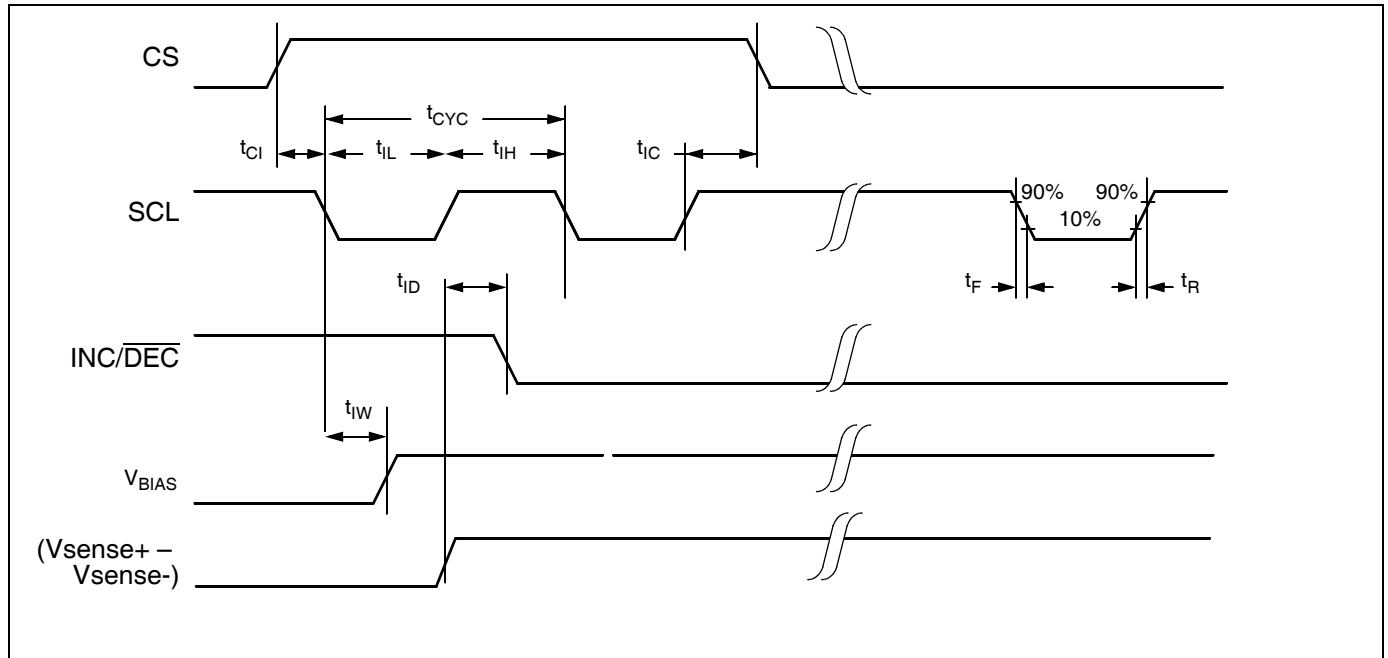 CS
tCYC
tCI
tIL
tIH
tIC
SCL
90%
90%
10%
tID
tF
tR
INC/DEC
tIW
VBIAS
(Vsense+ –
Vsense-)